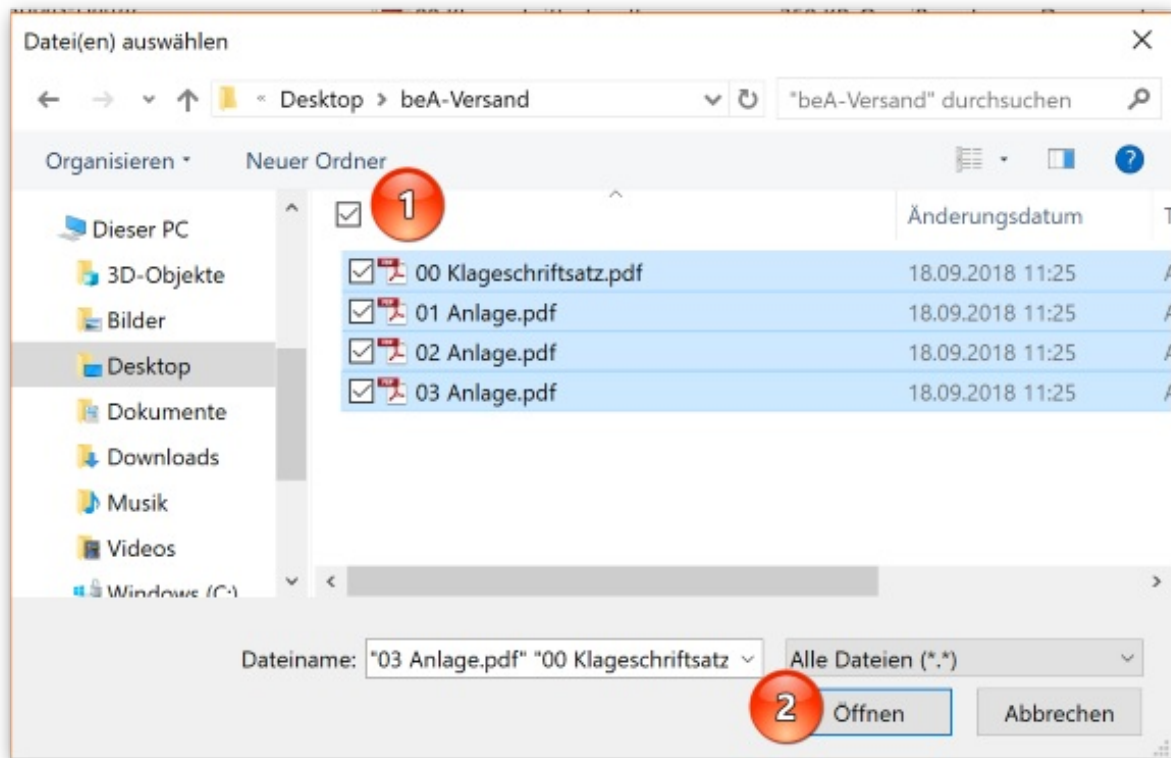 Datei(en) auswählen
« Desktop > beA-Versand
"beA-Versand" durchsuchen
Organisieren
Neuer Ordner
1
Änderungsdatum
Dieser PC
3D-Objekte
Bilder
Desktop
Dokumente
Downloads
Musik
Videos
Windows (C:)
00 Klageschriftsatz.pdf 18.09.2018 11:25
01 Anlage.pdf 18.09.2018 11:25
02 Anlage.pdf 18.09.2018 11:25
03 Anlage.pdf 18.09.2018 11:25
Dateiname: "03 Anlage.pdf" "00 Klageschriftsatz
Alle Dateien (*.*)
2
Öffnen
Abbrechen